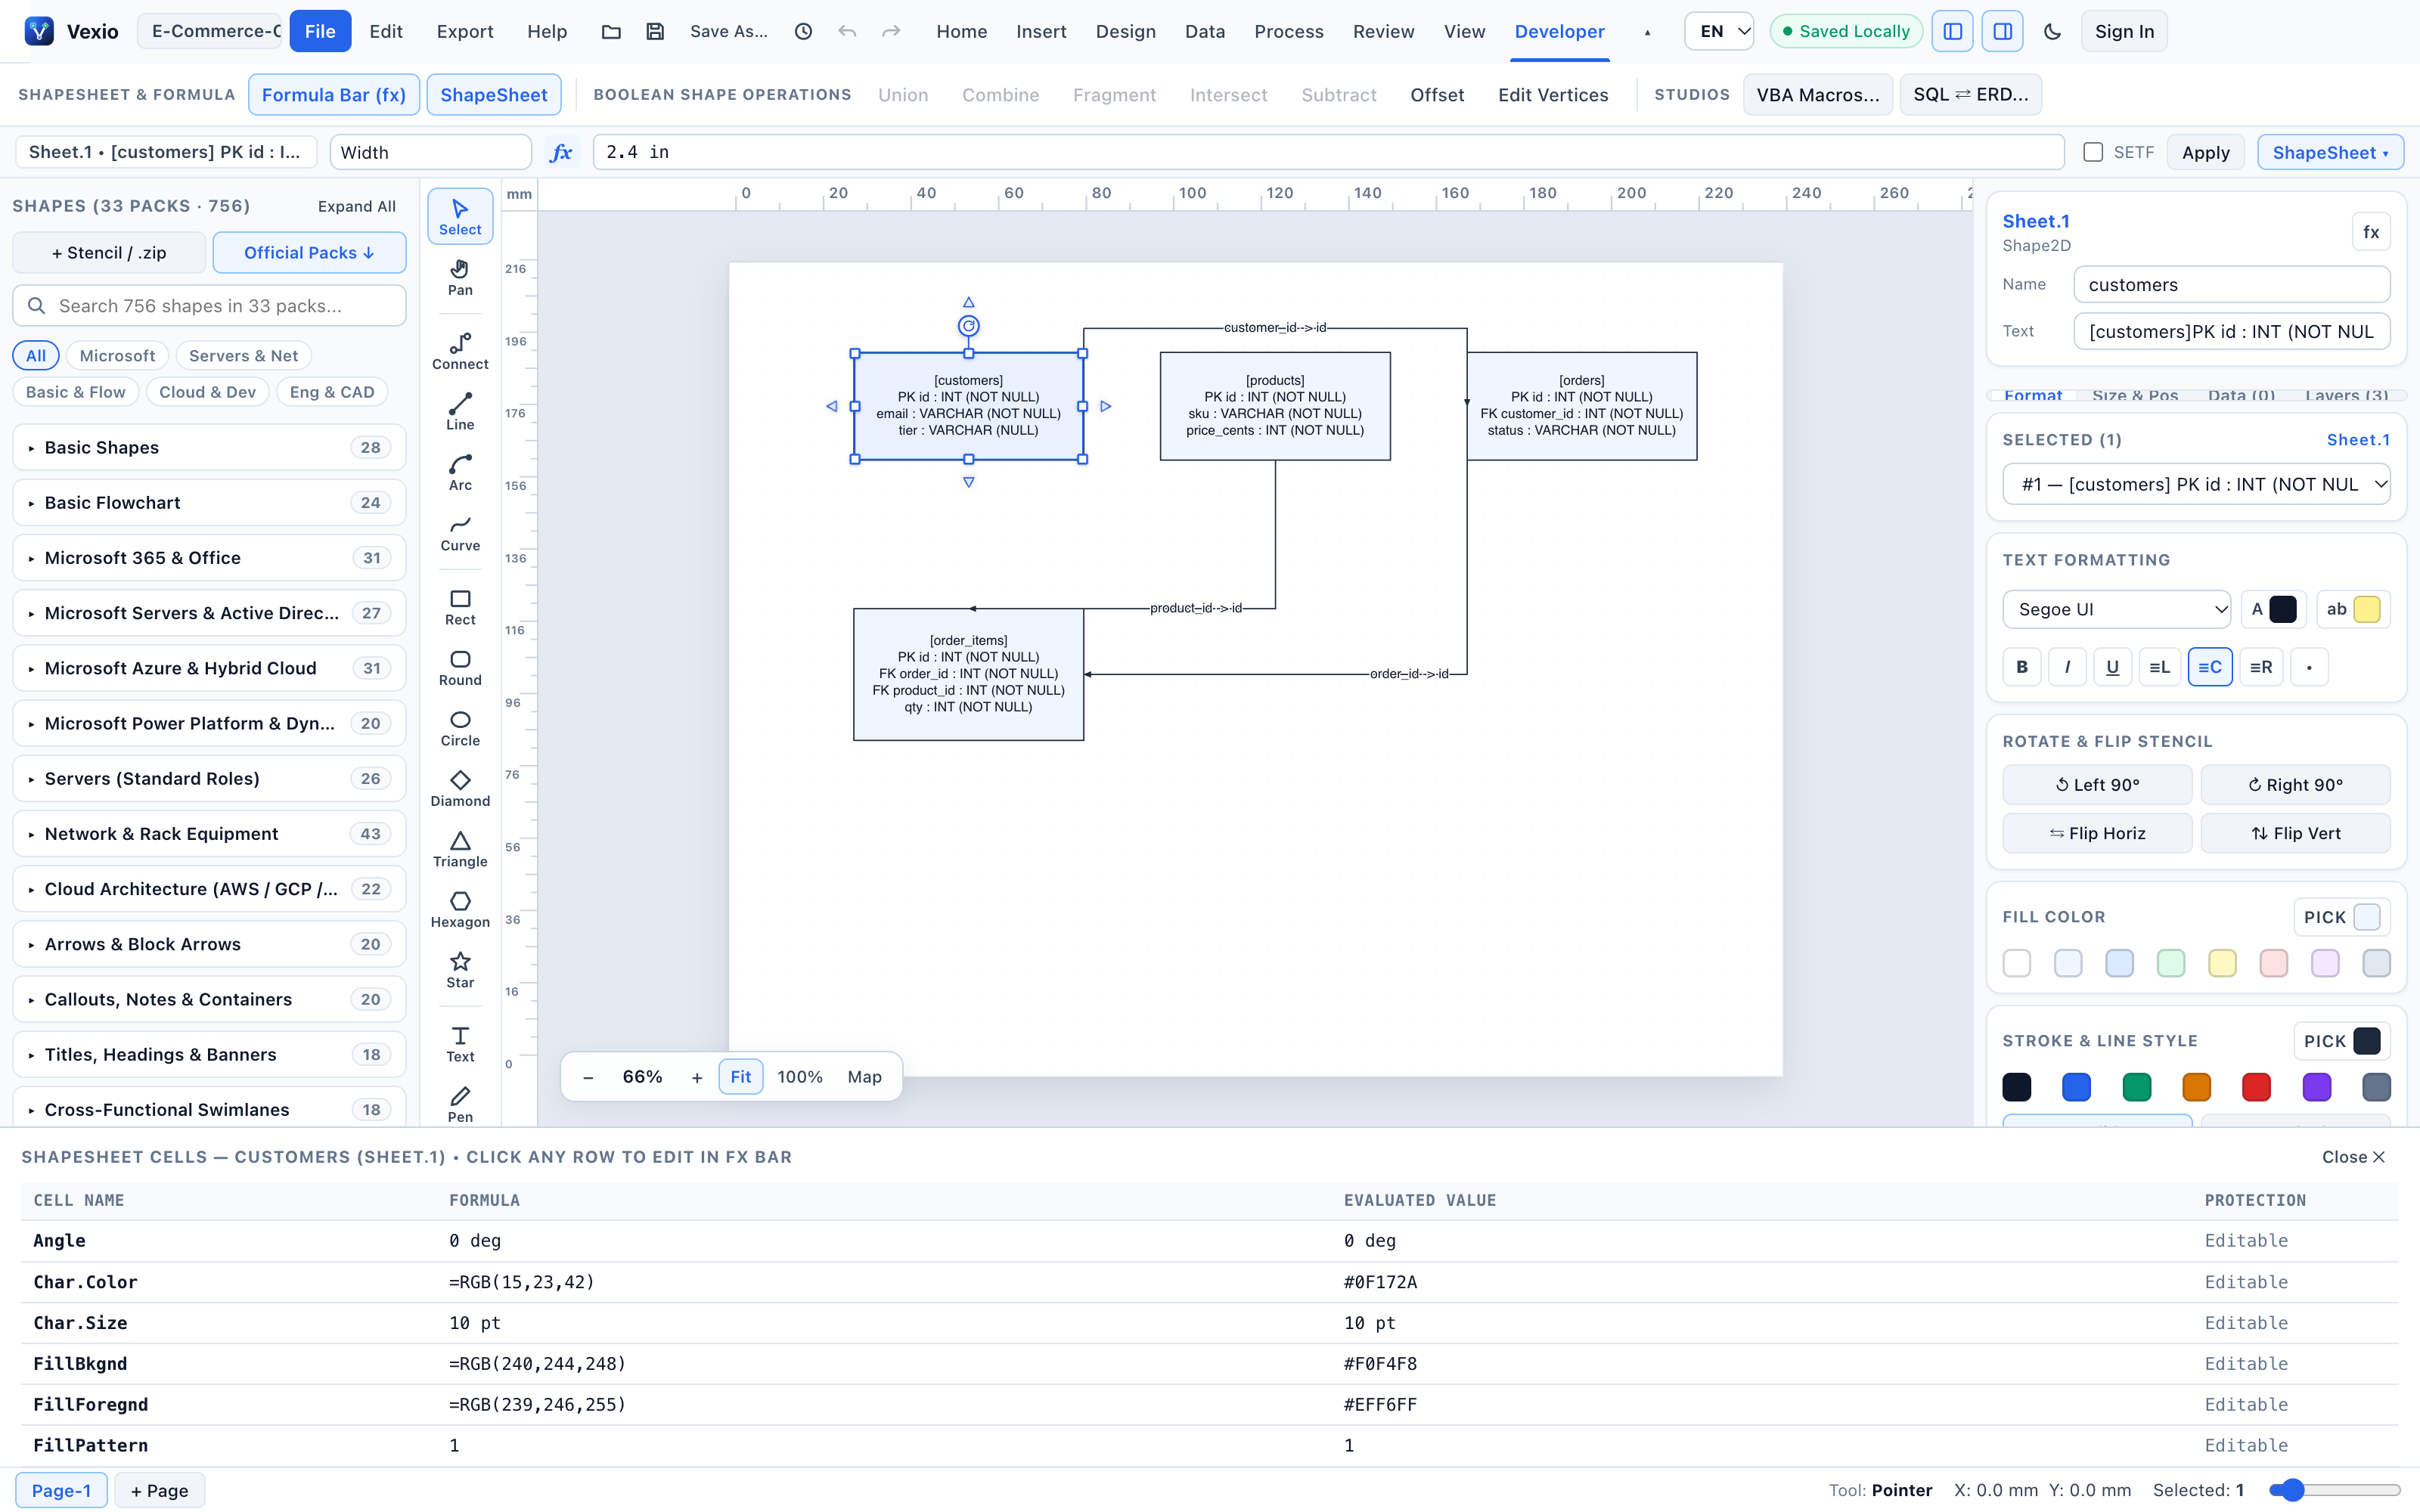 Vexio E-Commerce-C File Edit Export Help Save As... Home Insert Design Data Process Review View Developer EN Saved Locally Sign In
SHAPESHEET & FORMULA Formula Bar (fx) ShapeSheet BOOLEAN SHAPE OPERATIONS Union Combine Fragment Intersect Subtract Offset Edit Vertices STUDIOS VBA Macros... SQL ⇄ ERD...
Sheet.1 • [customers] PK id : I... Width fx 2.4 in SETF Apply ShapeSheet ▾
SHAPES (33 PACKS · 756) Expand All
+ Stencil / .zip Official Packs ↓
Search 756 shapes in 33 packs...
All Microsoft Servers & Net
Basic & Flow Cloud & Dev Eng & CAD
Basic Shapes 28
Basic Flowchart 24
Microsoft 365 & Office 31
Microsoft Servers & Active Direc... 27
Microsoft Azure & Hybrid Cloud 31
Microsoft Power Platform & Dyn... 20
Servers (Standard Roles) 26
Network & Rack Equipment 43
Cloud Architecture (AWS / GCP /... 22
Arrows & Block Arrows 20
Callouts, Notes & Containers 20
Titles, Headings & Banners 18
Cross-Functional Swimlanes 18
Select
Pan
Connect
Line
Arc
Curve
Rect
Round
Circle
Diamond
Triangle
Hexagon
Star
Text
Pen
mm 0 20 40 60 80 100 120 140 160 180 200 220 240 260
216
196
176
156
136
116
96
76
56
36
16
0
customer_id-->id
[customers]
PK id : INT (NOT NULL)
email : VARCHAR (NOT NULL)
tier : VARCHAR (NULL)
[products]
PK id : INT (NOT NULL)
sku : VARCHAR (NOT NULL)
price_cents : INT (NOT NULL)
[orders]
PK id : INT (NOT NULL)
FK customer_id : INT (NOT NULL)
status : VARCHAR (NOT NULL)
product_id-->id
[order_items]
PK id : INT (NOT NULL)
FK order_id : INT (NOT NULL)
FK product_id : INT (NOT NULL)
qty : INT (NOT NULL)
order_id-->id
− 66% + Fit 100% Map
Sheet.1
Shape2D
fx
Name customers
Text [customers]PK id : INT (NOT NUL
Format Size & Pos Data (0) Layers (3)
SELECTED (1) Sheet.1
#1 — [customers] PK id : INT (NOT NUL
TEXT FORMATTING
Segoe UI A ab
B I U ≡L ≡C ≡R •
ROTATE & FLIP STENCIL
↺ Left 90° ↻ Right 90°
⇆ Flip Horiz ⇅ Flip Vert
FILL COLOR PICK
STROKE & LINE STYLE PICK
SHAPESHEET CELLS — CUSTOMERS (SHEET.1) • CLICK ANY ROW TO EDIT IN FX BAR Close ✕
CELL NAME FORMULA EVALUATED VALUE PROTECTION
Angle 0 deg 0 deg Editable
Char.Color =RGB(15,23,42) #0F172A Editable
Char.Size 10 pt 10 pt Editable
FillBkgnd =RGB(240,244,248) #F0F4F8 Editable
FillForegnd =RGB(239,246,255) #EFF6FF Editable
FillPattern 1 1 Editable
Page-1 + Page Tool: Pointer X: 0.0 mm Y: 0.0 mm Selected: 1